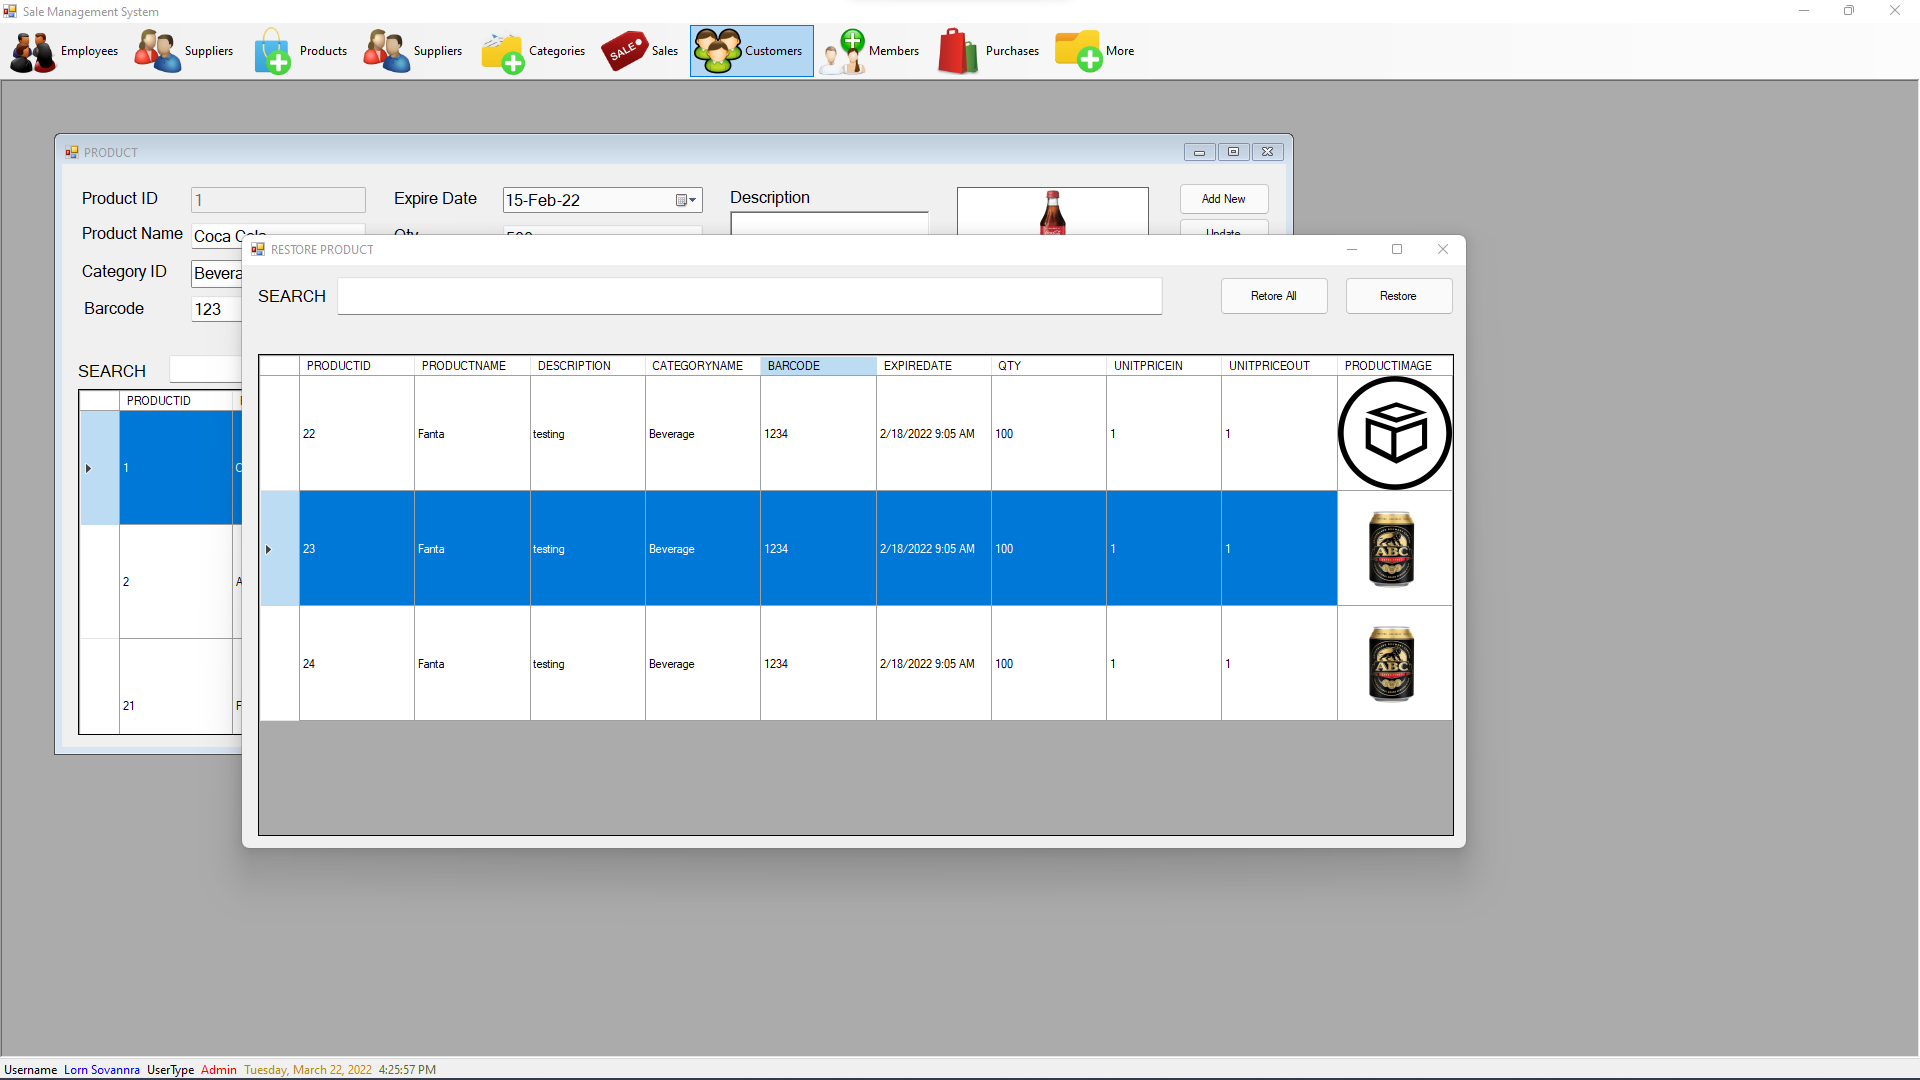 Sale Management System
Employees Suppliers Products Suppliers Categories SALE Sales Customers Members Purchases More
PRODUCT
Product ID 1 Expire Date 15-Feb-22 Description Add New
Product Name Coca Cola Qty 500 Update
Category ID Bevera
Barcode 123
SEARCH
PRODUCTID
1
2 A
21 F
RESTORE PRODUCT
SEARCH Retore All Restore
PRODUCTID PRODUCTNAME DESCRIPTION CATEGORYNAME BARCODE EXPIREDATE QTY UNITPRICEIN UNITPRICEOUT PRODUCTIMAGE
22 Fanta testing Beverage 1234 2/18/2022 9:05 AM 100 1 1
23 Fanta testing Beverage 1234 2/18/2022 9:05 AM 100 1 1 ABC
24 Fanta testing Beverage 1234 2/18/2022 9:05 AM 100 1 1 ABC
Username Lorn Sovannra UserType Admin Tuesday, March 22, 2022 4:25:57 PM